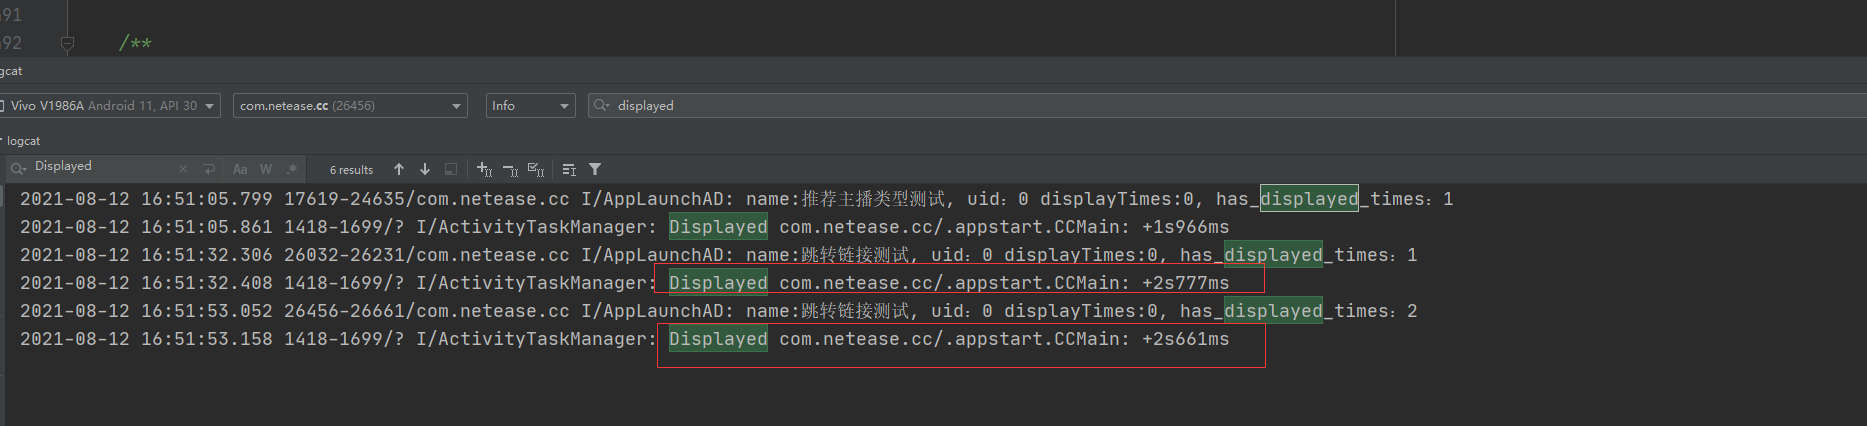 91
92 /**
gcat
Vivo V1986A Android 11, API 30 com.netease.cc (26456) Info displayed
logcat
Displayed Aa W .* 6 results
2021-08-12 16:51:05.799 17619-24635/com.netease.cc I/AppLaunchAD: name:推荐主播类型测试, uid：0 displayTimes:0, has_displayed_times：1
2021-08-12 16:51:05.861 1418-1699/? I/ActivityTaskManager: Displayed com.netease.cc/.appstart.CCMain: +1s966ms
2021-08-12 16:51:32.306 26032-26231/com.netease.cc I/AppLaunchAD: name:跳转链接测试, uid：0 displayTimes:0, has_displayed_times：1
2021-08-12 16:51:32.408 1418-1699/? I/ActivityTaskManager: Displayed com.netease.cc/.appstart.CCMain: +2s777ms
2021-08-12 16:51:53.052 26456-26661/com.netease.cc I/AppLaunchAD: name:跳转链接测试, uid：0 displayTimes:0, has_displayed_times：2
2021-08-12 16:51:53.158 1418-1699/? I/ActivityTaskManager: Displayed com.netease.cc/.appstart.CCMain: +2s661ms